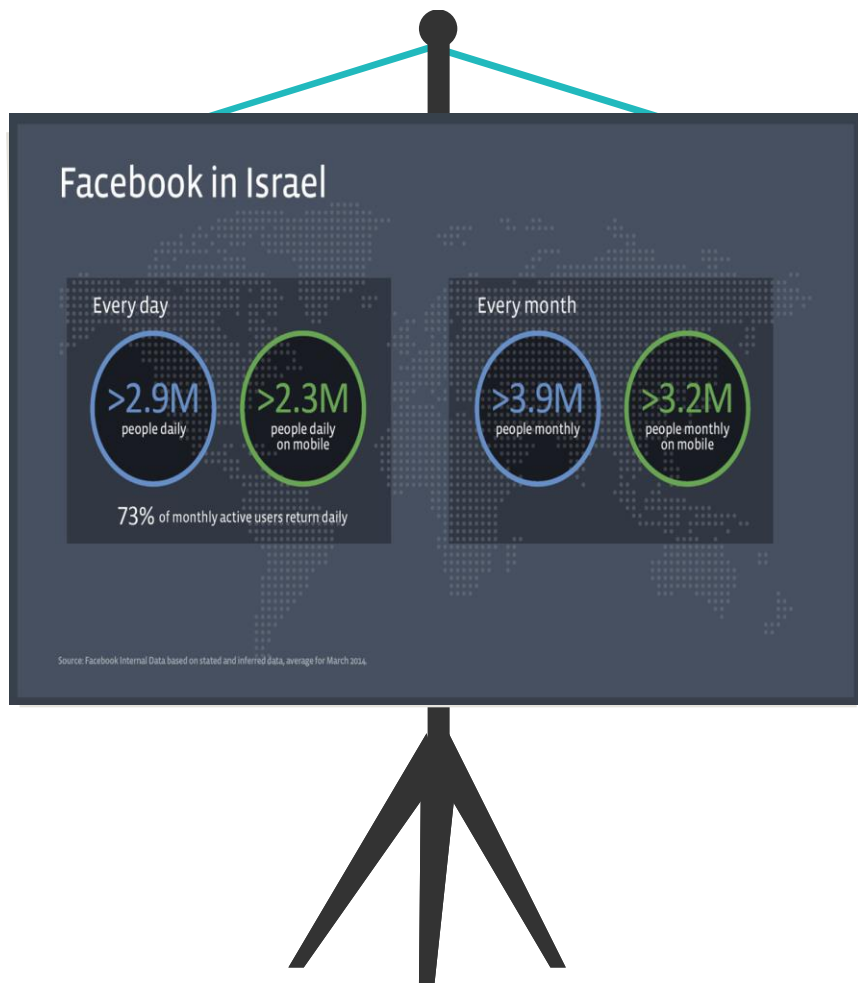 Facebook in Israel
Every day
>2.9M
people daily
>2.3M
people daily
on mobile
73% of monthly active users return daily
Every month
>3.9M
people monthly
>3.2M
people monthly
on mobile
Source: Facebook Internal Data based on stated and inferred data, average for March 2014.